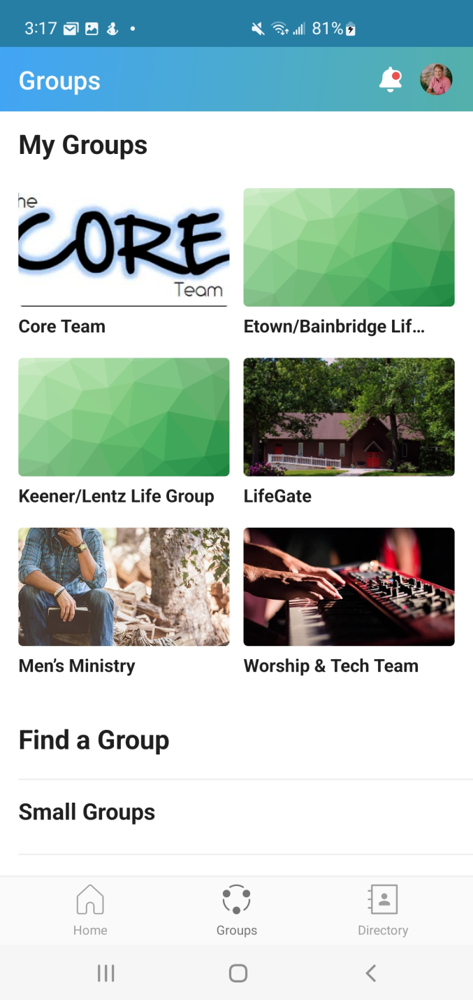 3:17
81%
Groups
My Groups
he
CORE
Team
Core Team
Etown/Bainbridge Lif...
Keener/Lentz Life Group
LifeGate
Men’s Ministry
Worship & Tech Team
Find a Group
Small Groups
Home
Groups
Directory